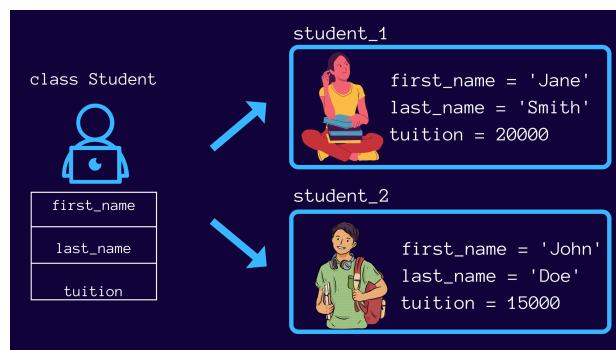 class Student
first_name
last_name
tuition
student_1
first_name = 'Jane'
last_name = 'Smith'
tuition = 20000
student_2
first_name = 'John'
last_name = 'Doe'
tuition = 15000